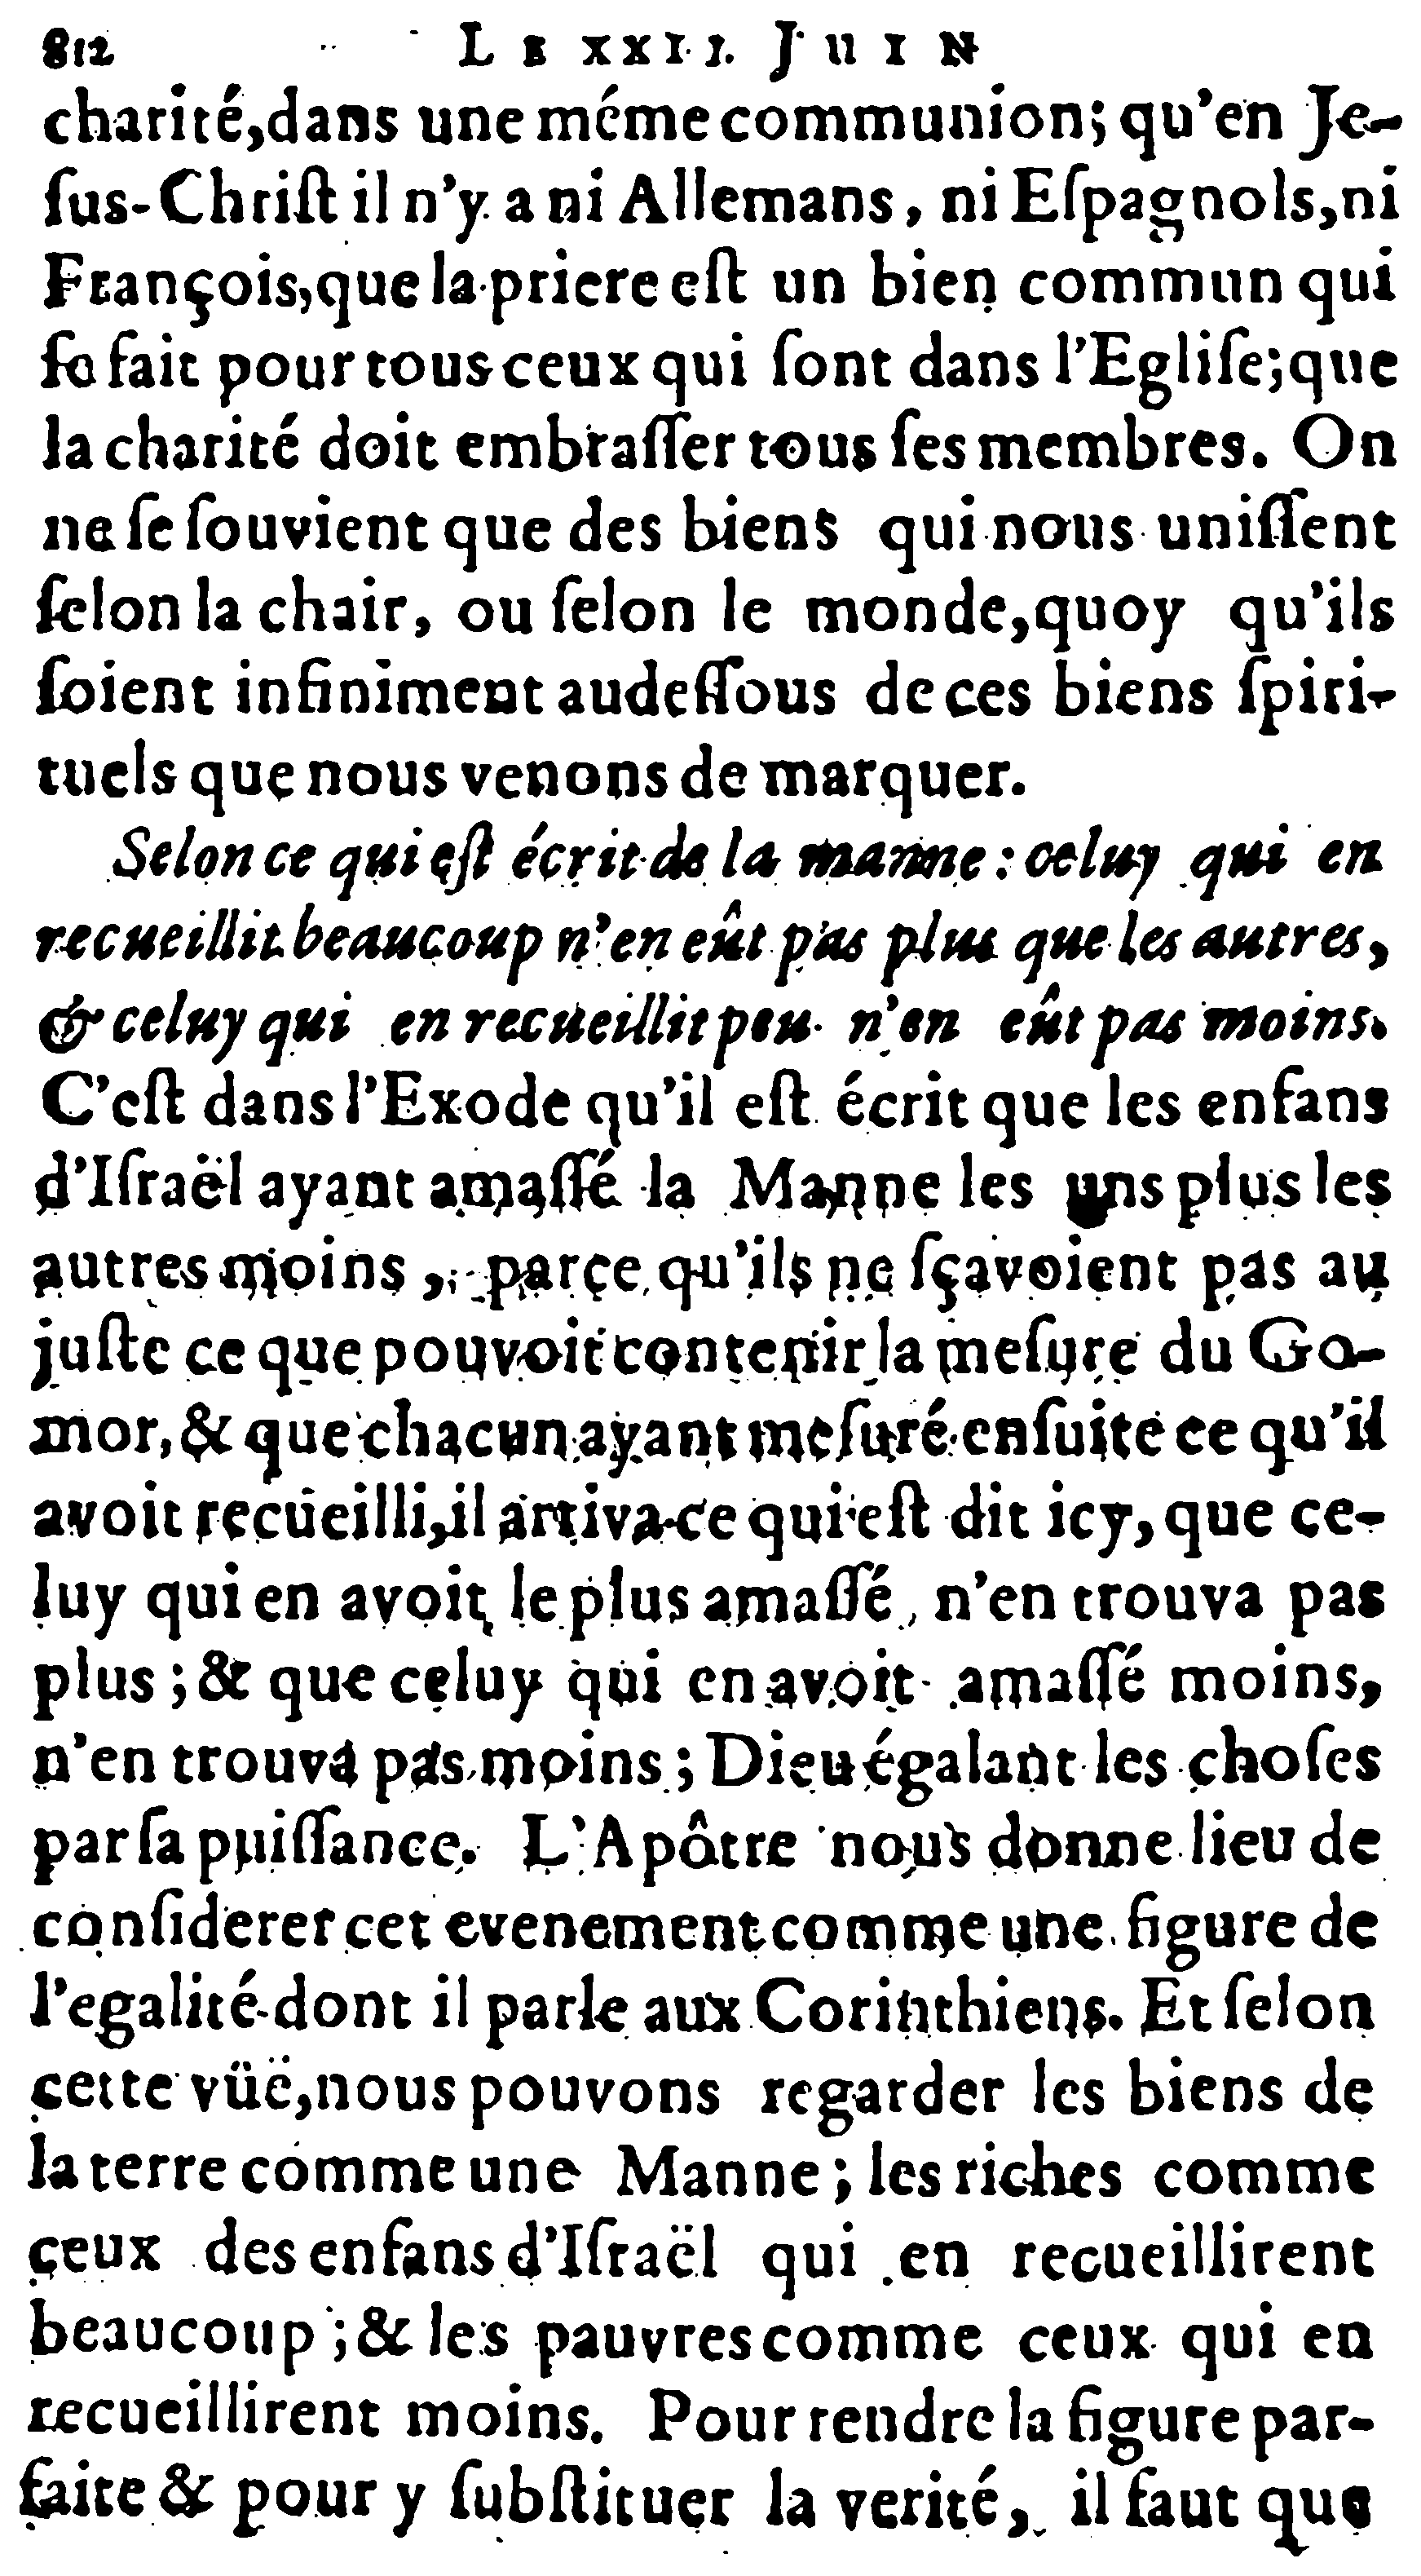 812 LE XXII. JUIN
charité,dans une méme communion; qu'en Je-
ſus-Chriſt il n'y a ni Allemans, ni Eſpagnols,ni
François,que la priere eſt un bien commun qui
ſe fait pour tous ceux qui ſont dans l'Egliſe;que
la charité doit embraſſer tous ſes membres. On
ne ſe ſouvient que des biens qui nous uniſſent
ſelon la chair, ou ſelon le monde,quoy qu'ils
ſoient infiniment audeſſous de ces biens ſpiri-
tuels que nous venons de marquer.
Selon ce qui eſt écrit de la manne : celuy qui en
recueillit beaucoup n'en eût pas plus que les autres,
& celuy qui en recueillit peu n'en eût pas moins.
C'eſt dans l'Exode qu'il eſt écrit que les enfans
d'Iſraël ayant amaſſé la Manne les uns plus les
autres moins, parce qu'ils ne ſçavoient pas au
juſte ce que pouvoit contenir la meſure du Go-
mor,& que chacun ayant meſuré enſuite ce qu'il
avoit recueilli,il arriva ce qui eſt dit icy, que ce-
luy qui en avoit le plus amaſſé, n'en trouva pas
plus ; & que celuy qui en avoit amaſſé moins,
n'en trouva pas moins ; Dieu égalant les choſes
par ſa puiſſance. L'Apôtre nous donne lieu de
conſiderer cet evenement comme une figure de
l'egalité dont il parle aux Corinthiens. Et ſelon
cette vüë,nous pouvons regarder les biens de
la terre comme une Manne ; les riches comme
ceux des enfans d'Iſraël qui en recueillirent
beaucoup ; & les pauvres comme ceux qui en
recueillirent moins. Pour rendre la figure par-
faite & pour y ſubſtituer la verité, il faut que